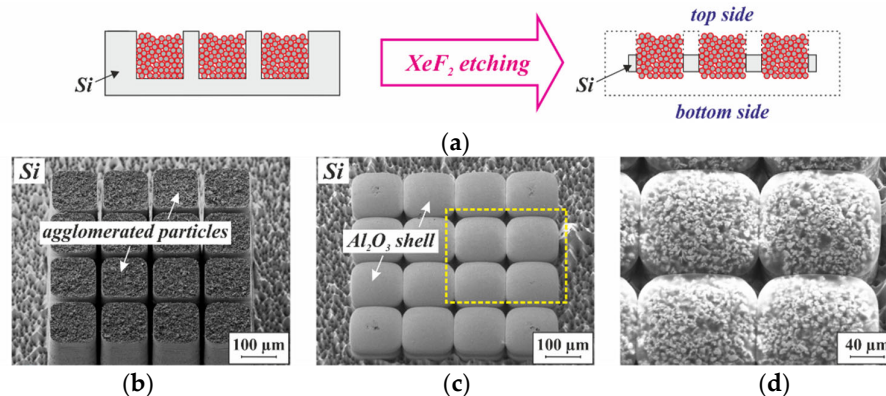 top side
XeF₂ etching
Si
Si
bottom side
(a)
Si
agglomerated particles
100 µm
Si
Al₂O₃ shell
100 µm
40 µm
(b)
(c)
(d)